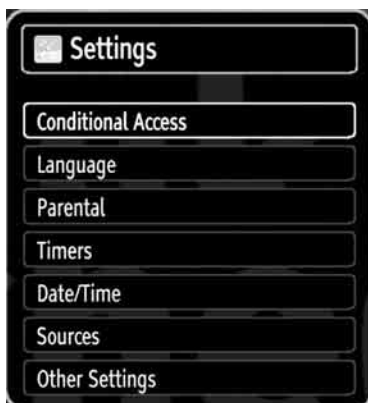 Settings
Conditional Access
Language
Parental
Timers
Date/Time
Sources
Other Settings